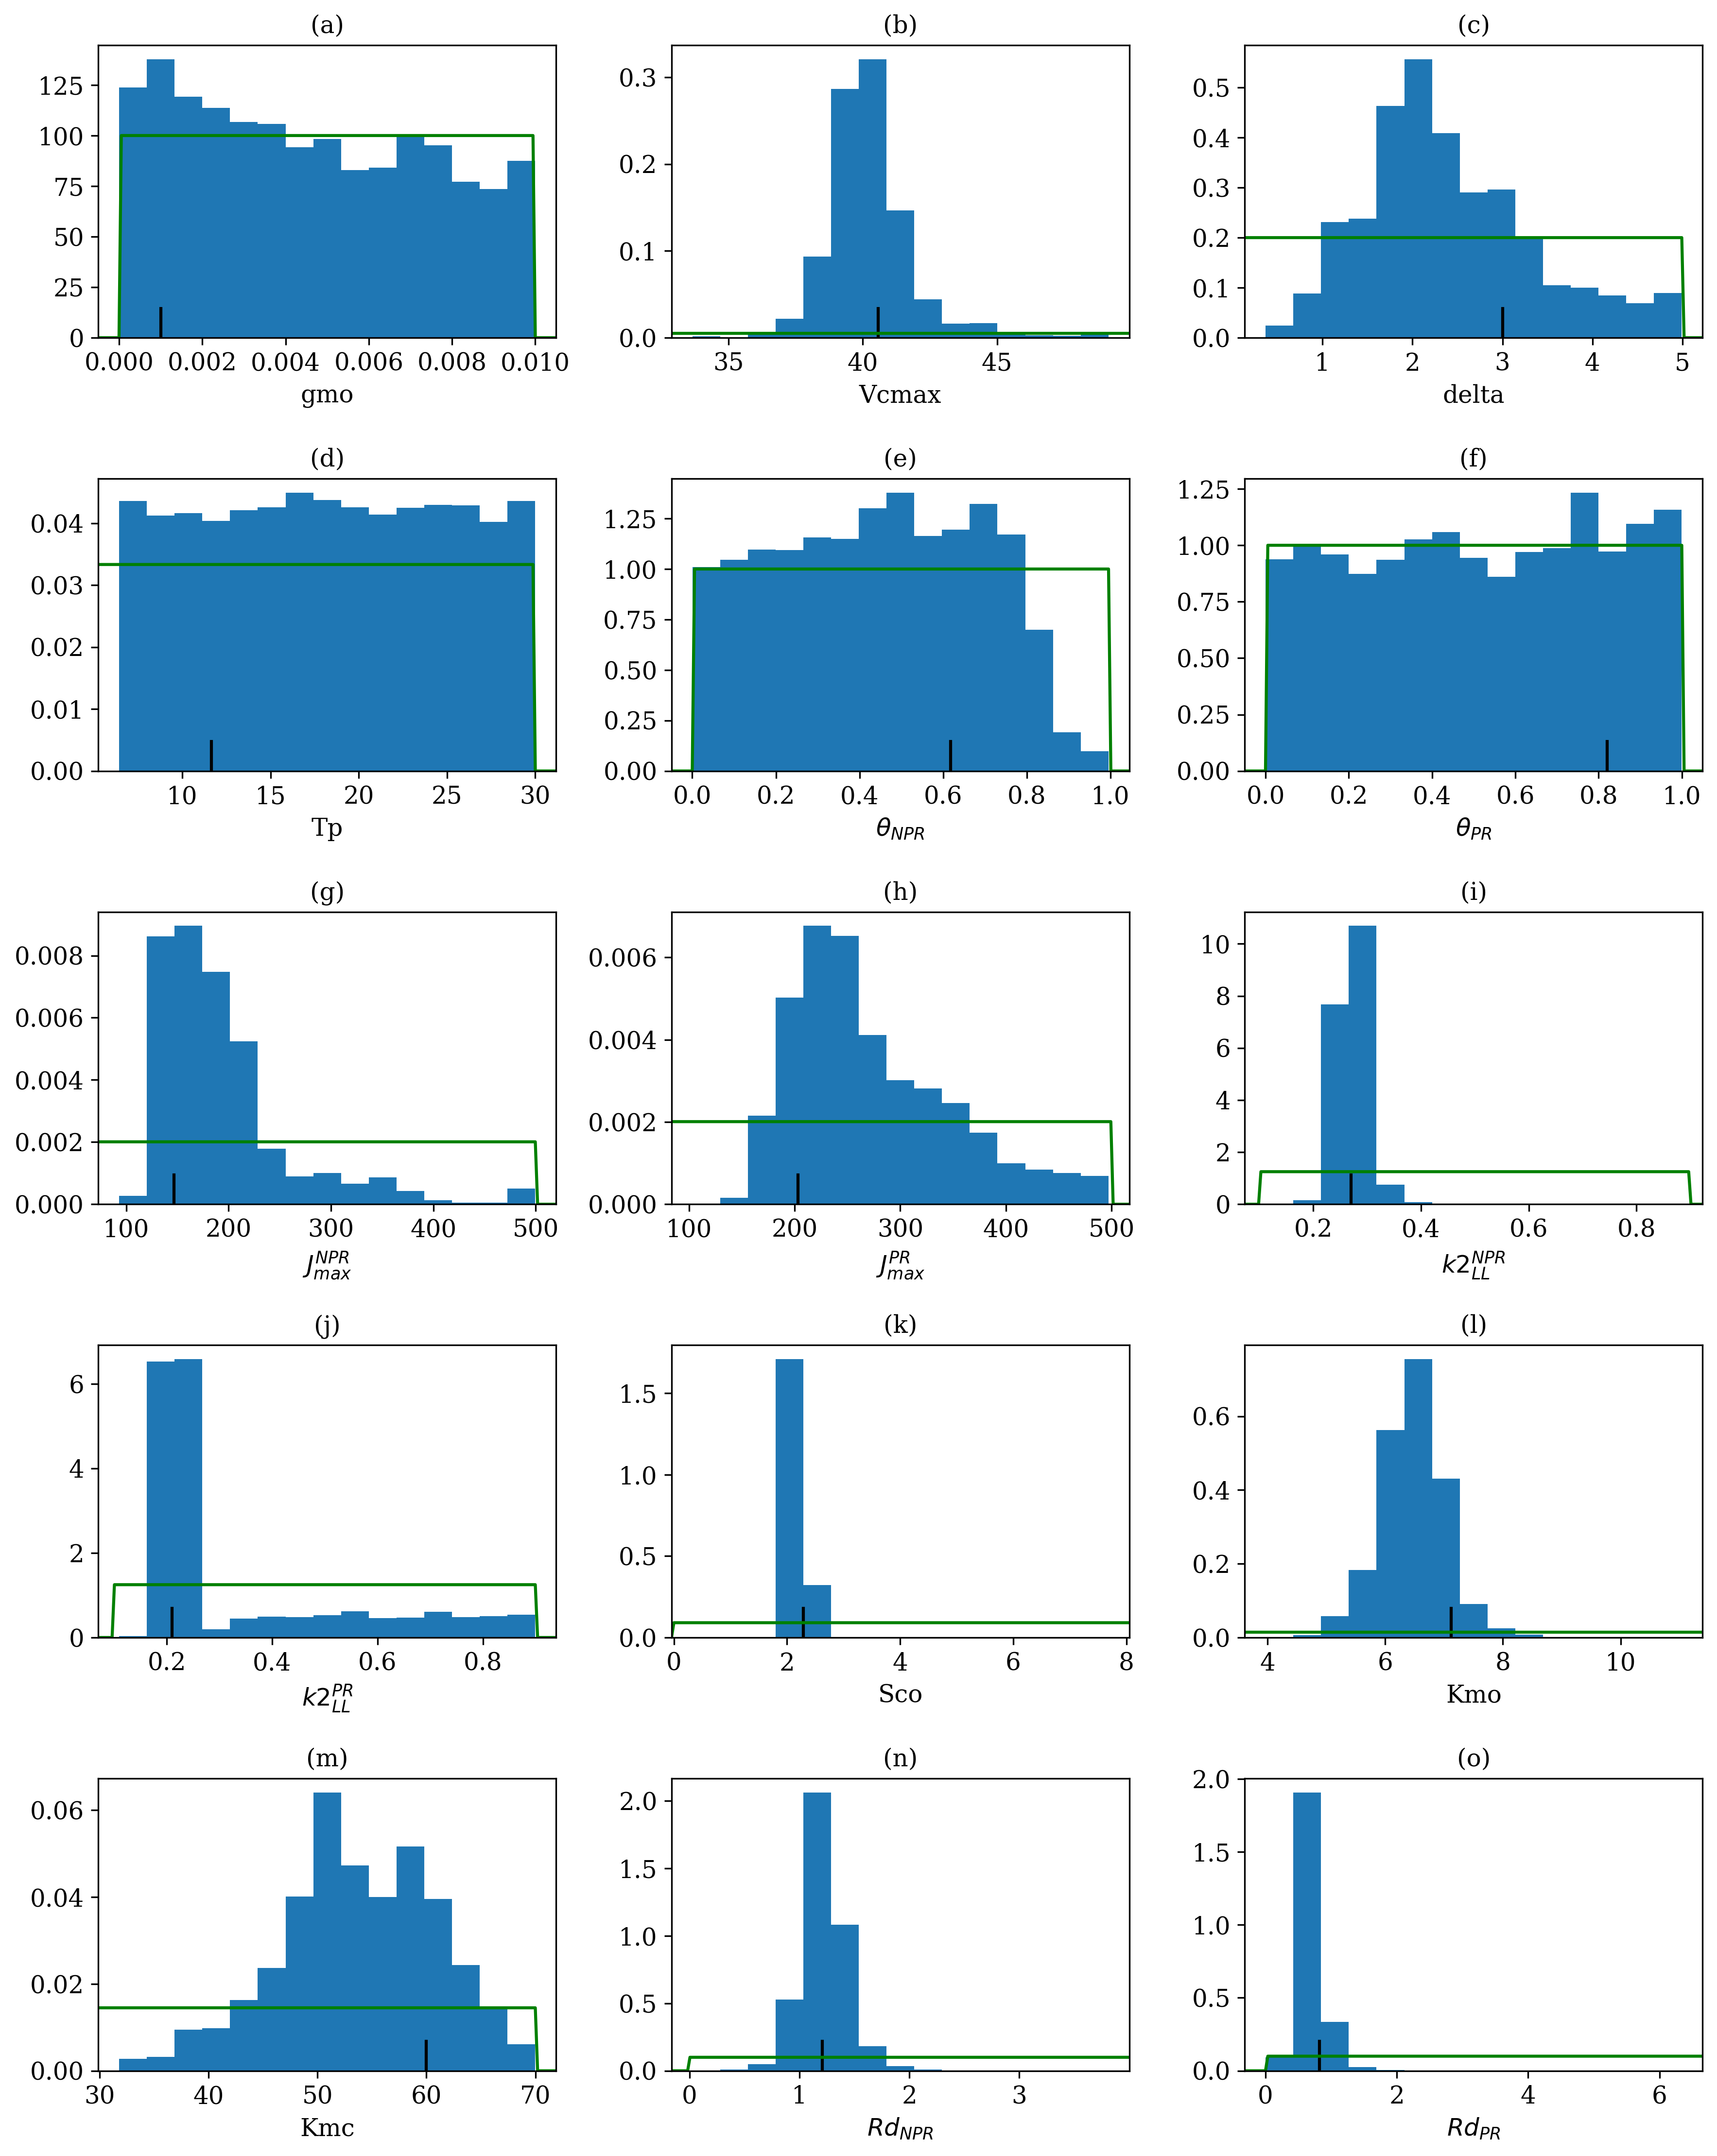 (a) (b) (c)
125 100 75 50 25 0
0.000 0.002 0.004 0.006 0.008 0.010
gmo
0.3 0.2 0.1 0.0
35 40 45
Vcmax
0.5 0.4 0.3 0.2 0.1 0.0
1 2 3 4 5
delta
(d) (e) (f)
0.04 0.03 0.02 0.01 0.00
10 15 20 25 30
Tp
1.25 1.00 0.75 0.50 0.25 0.00
0.0 0.2 0.4 0.6 0.8 1.0
θ_NPR
1.25 1.00 0.75 0.50 0.25 0.00
0.0 0.2 0.4 0.6 0.8 1.0
θ_PR
(g) (h) (i)
0.008 0.006 0.004 0.002 0.000
100 200 300 400 500
J_max^NPR
0.006 0.004 0.002 0.000
100 200 300 400 500
J_max^PR
10 8 6 4 2 0
0.2 0.4 0.6 0.8
k2_LL^NPR
(j) (k) (l)
6 4 2 0
0.2 0.4 0.6 0.8
k2_LL^PR
1.5 1.0 0.5 0.0
0 2 4 6 8
Sco
0.6 0.4 0.2 0.0
4 6 8 10
Kmo
(m) (n) (o)
0.06 0.04 0.02 0.00
30 40 50 60 70
Kmc
2.0 1.5 1.0 0.5 0.0
0 1 2 3
Rd_NPR
2.0 1.5 1.0 0.5 0.0
0 2 4 6
Rd_PR